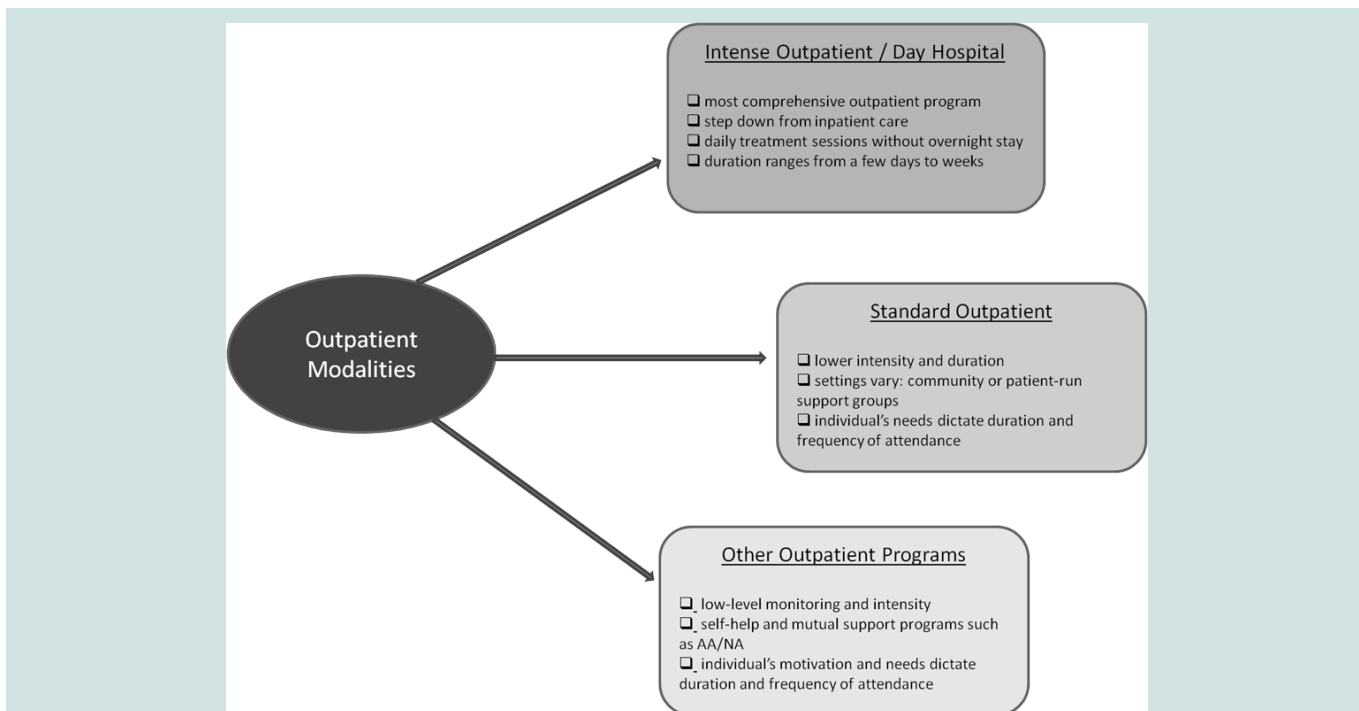 Intense Outpatient / Day Hospital
❑ most comprehensive outpatient program
❑ step down from inpatient care
❑ daily treatment sessions without overnight stay
❑ duration ranges from a few days to weeks
Outpatient
Modalities
Standard Outpatient
❑ lower intensity and duration
❑ settings vary: community or patient-run
support groups
❑ individual’s needs dictate duration and
frequency of attendance
Other Outpatient Programs
❑ low-level monitoring and intensity
❑ self-help and mutual support programs such
as AA/NA
❑ individual’s motivation and needs dictate
duration and frequency of attendance